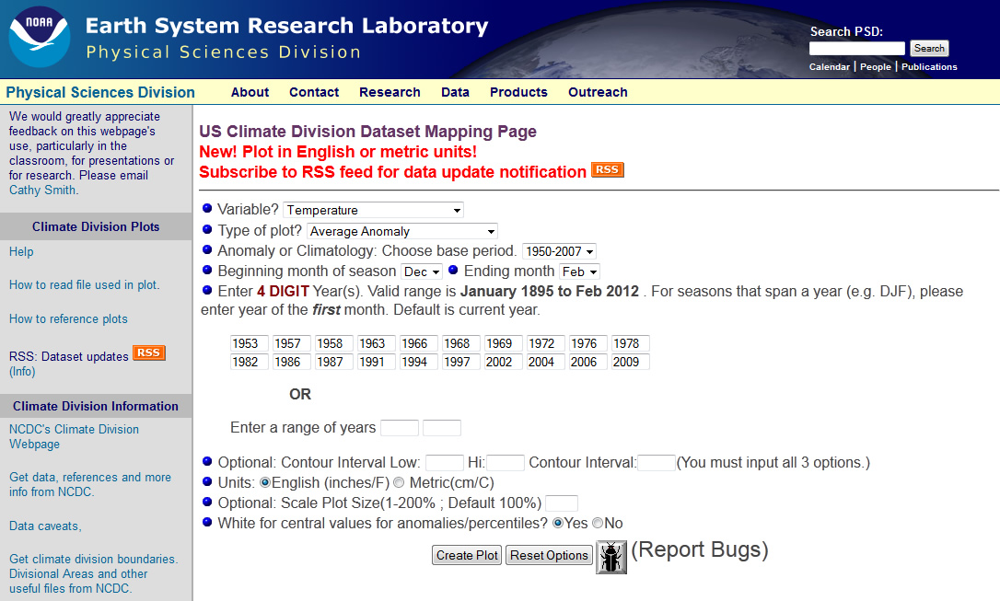 NOAA
Earth System Research Laboratory
Physical Sciences Division
Search PSD:
Search
Calendar | People | Publications
Physical Sciences Division
About Contact Research Data Products Outreach
We would greatly appreciate
feedback on this webpage's
use, particularly in the
classroom, for presentations or
for research. Please email
Cathy Smith.
Climate Division Plots
Help
How to read file used in plot.
How to reference plots
RSS: Dataset updates RSS
(Info)
Climate Division Information
NCDC's Climate Division
Webpage
Get data, references and more
info from NCDC.
Data caveats,
Get climate division boundaries.
Divisional Areas and other
useful files from NCDC.
US Climate Division Dataset Mapping Page
New! Plot in English or metric units!
Subscribe to RSS feed for data update notification RSS
Variable? Temperature
Type of plot? Average Anomaly
Anomaly or Climatology: Choose base period. 1950-2007
Beginning month of season Dec Ending month Feb
Enter 4 DIGIT Year(s). Valid range is January 1895 to Feb 2012 . For seasons that span a year (e.g. DJF), please
enter year of the first month. Default is current year.
1953 1957 1958 1963 1966 1968 1969 1972 1976 1978
1982 1986 1987 1991 1994 1997 2002 2004 2006 2009
OR
Enter a range of years
Optional: Contour Interval Low: Hi: Contour Interval: (You must input all 3 options.)
Units: English (inches/F) Metric(cm/C)
Optional: Scale Plot Size(1-200% ; Default 100%)
White for central values for anomalies/percentiles? Yes No
Create Plot Reset Options (Report Bugs)